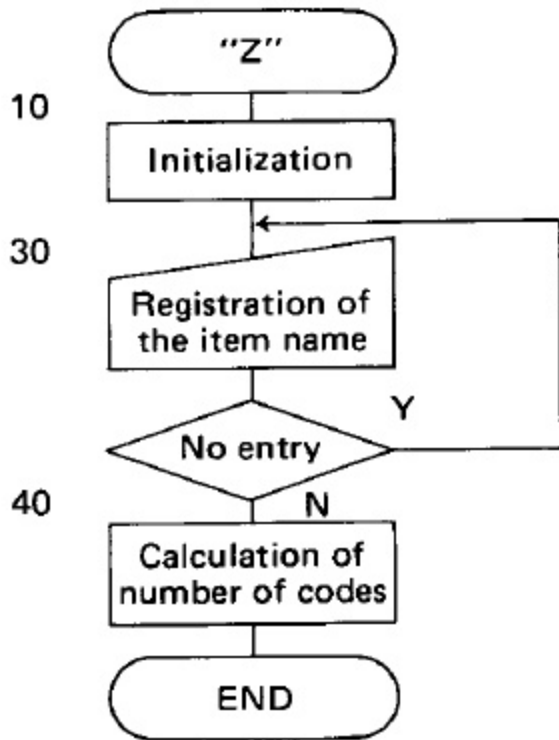 "Z"
10
Initialization
30
Registration of
the item name
Y
No entry
40
N
Calculation of
number of codes
END